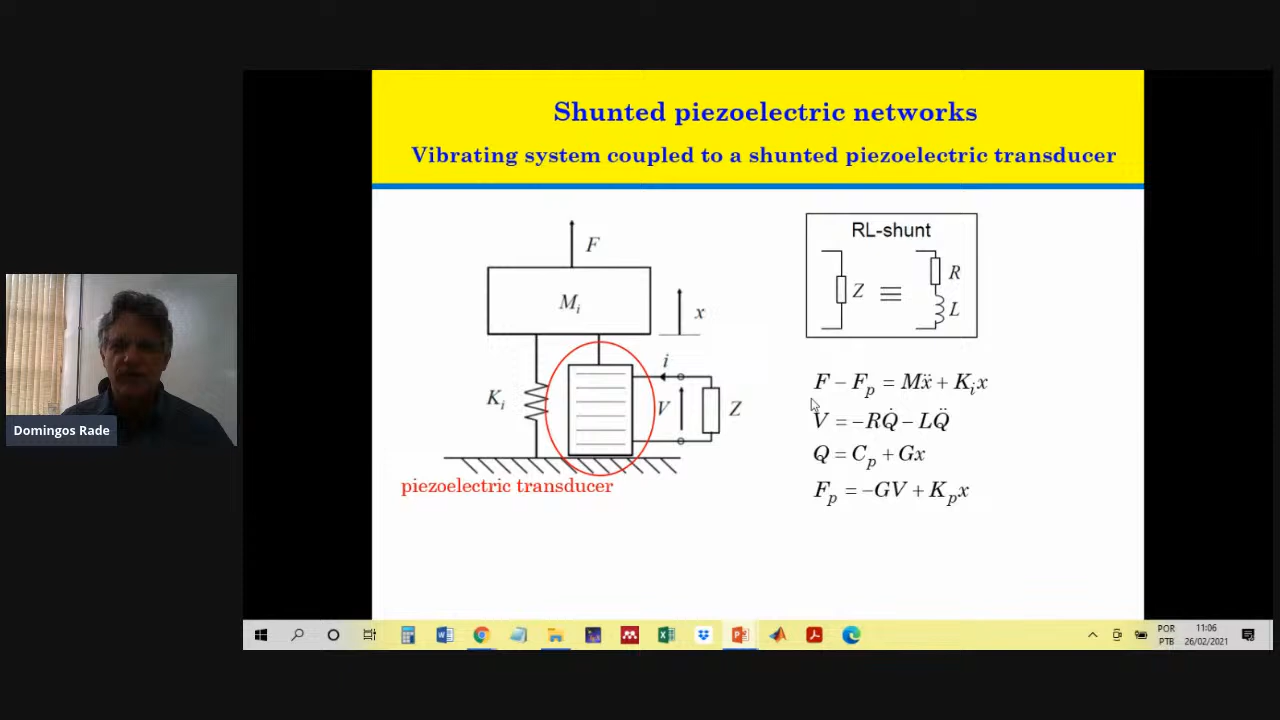 Shunted piezoelectric networks
Vibrating system coupled to a shunted piezoelectric transducer
F
M_i
x
K_i
i
V
Z
piezoelectric transducer
RL-shunt
Z ≡ R
L
F − F_p = Mẍ + K_i x
V = −RQ̇ − LQ̈
Q = C_p + Gx
F_p = −GV + K_p x
Domingos Rade
POR
PTB
11:06
26/02/2021